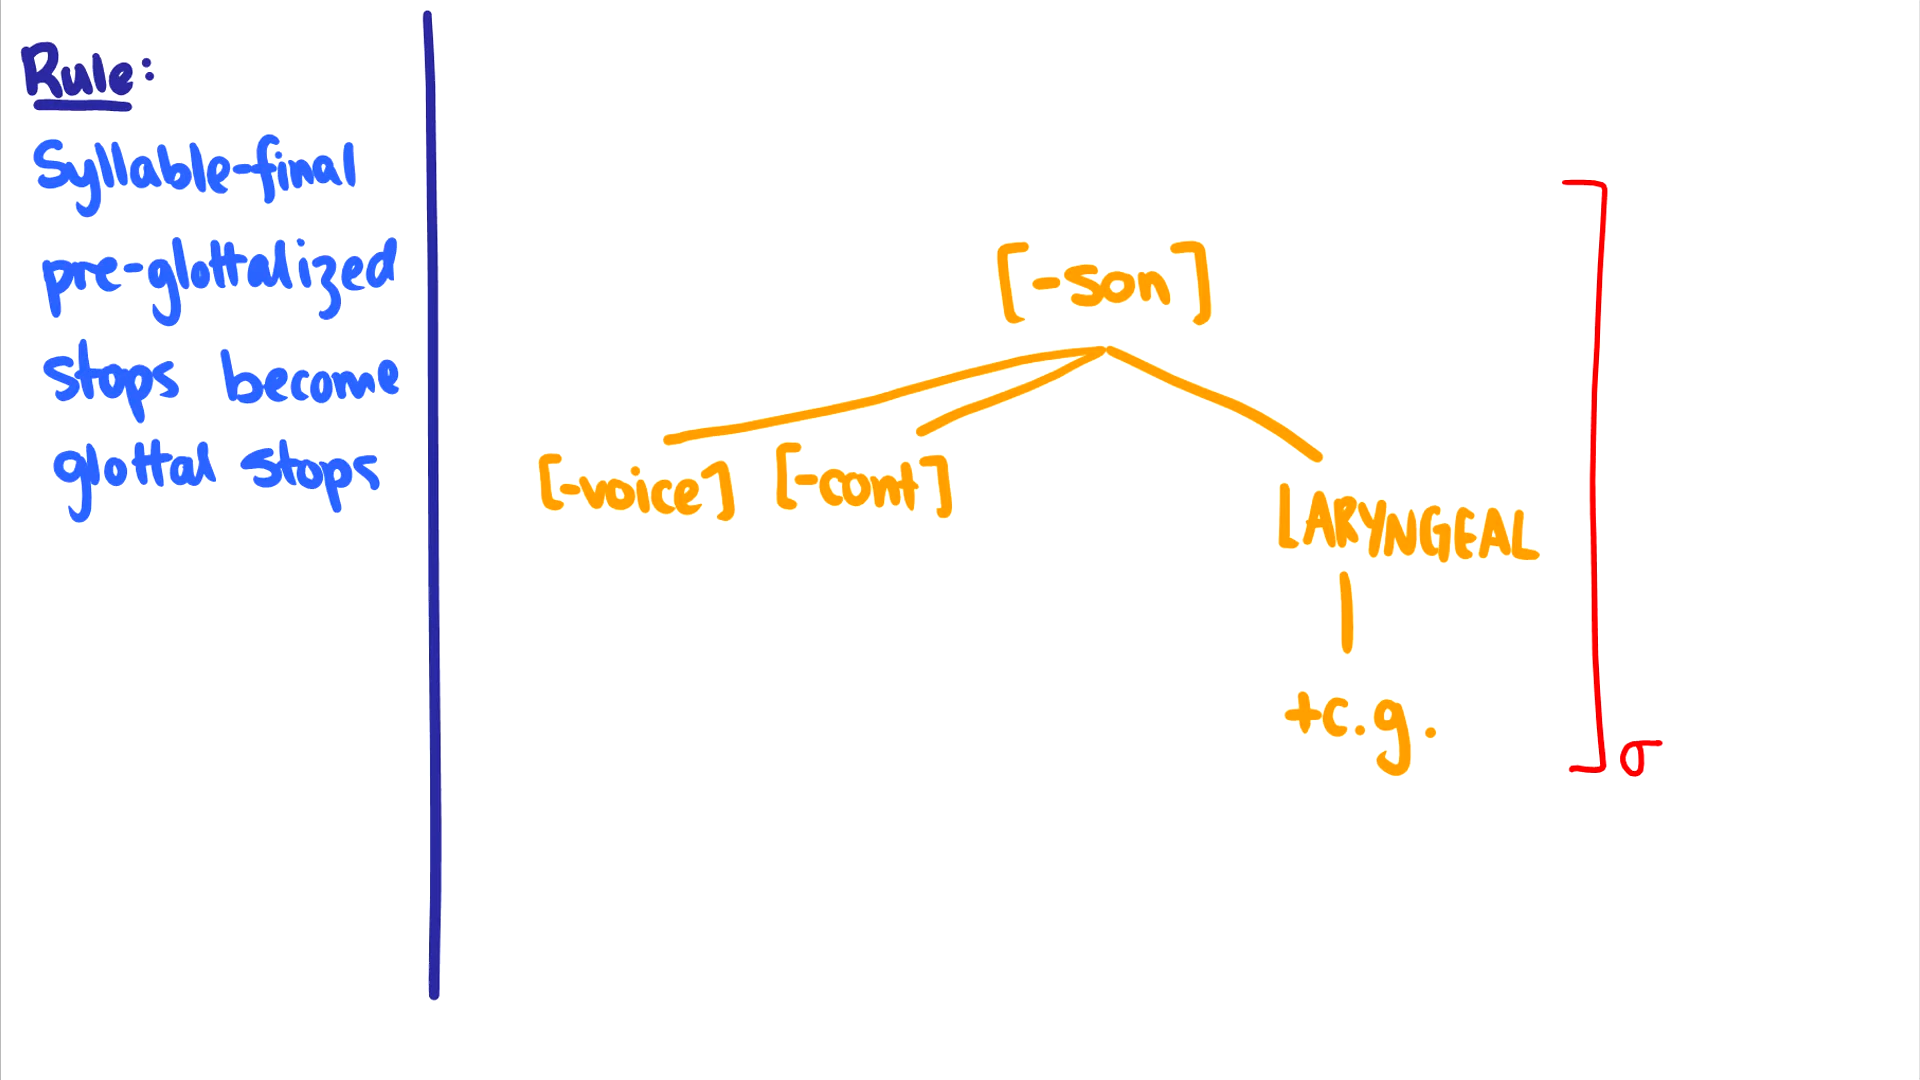 Rule:
Syllable-final
pre-glottalized
stops become
glottal stops
[-son]
[-voice] [-cont]
LARYNGEAL
+c.g.
]σ